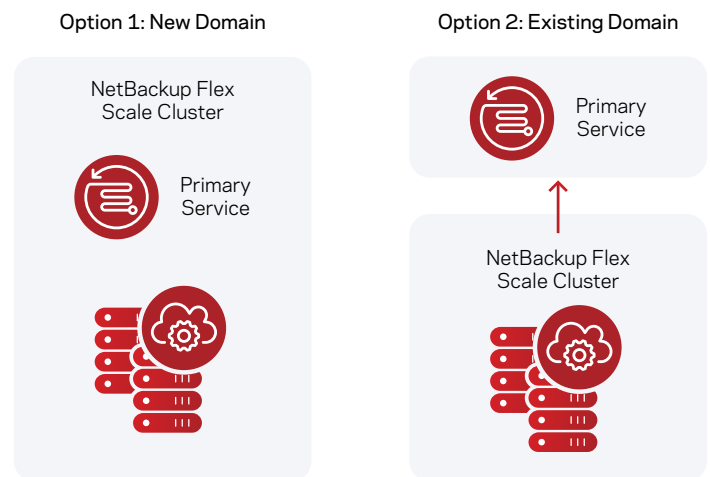 Option 1: New Domain
NetBackup Flex
Scale Cluster
Primary
Service
Option 2: Existing Domain
Primary
Service
NetBackup Flex
Scale Cluster